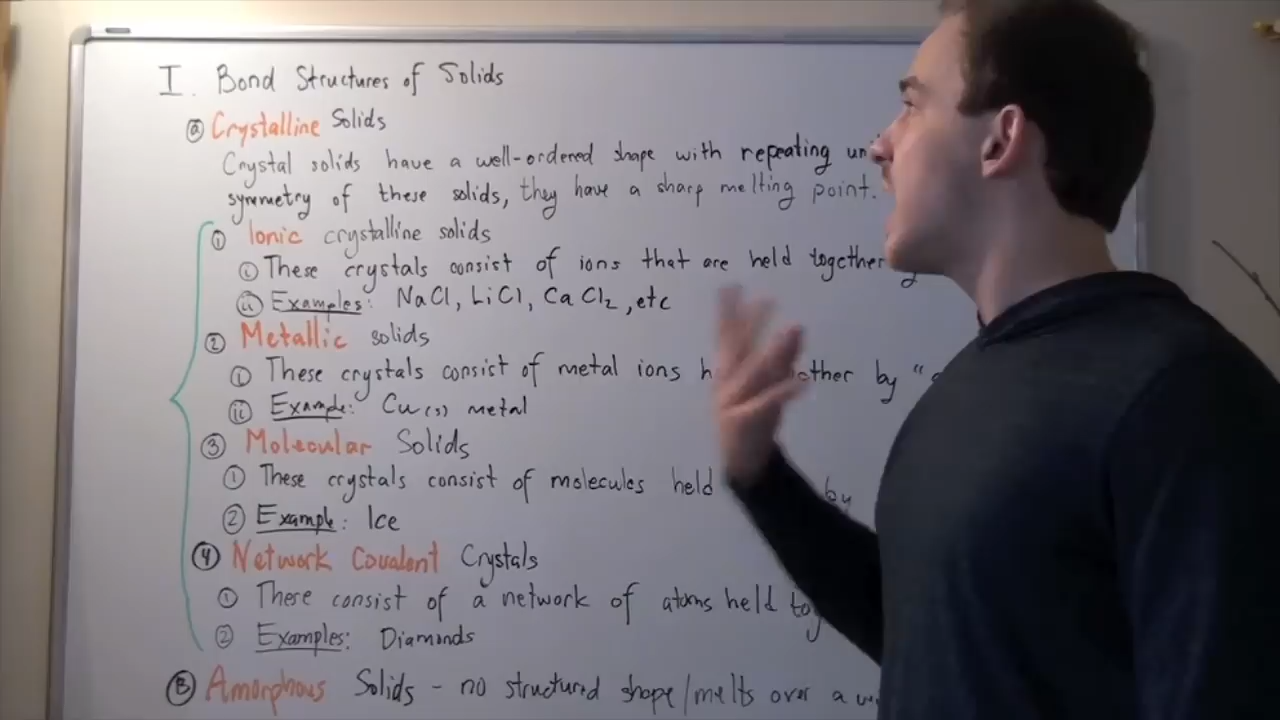 I. Bond Structures of Solids
ⓐ Crystalline Solids
Crystal solids have a well-ordered shape with repeating
symmetry of these solids, they have a sharp melting point.
① Ionic crystalline solids
ⓘ These crystals consist of ions that are held together
ⓘⓘ Examples: NaCl, LiCl, CaCl₂, etc
② Metallic solids
ⓘ These crystals consist of metal ions by "
ⓘⓘ Example: Cu(s) metal
③ Molecular Solids
① These crystals consist of molecules held by
② Example: Ice
④ Network Covalent Crystals
① These consist of a network of atoms held
② Examples: Diamonds
Ⓑ Amorphous Solids - no structured shape/melts over a